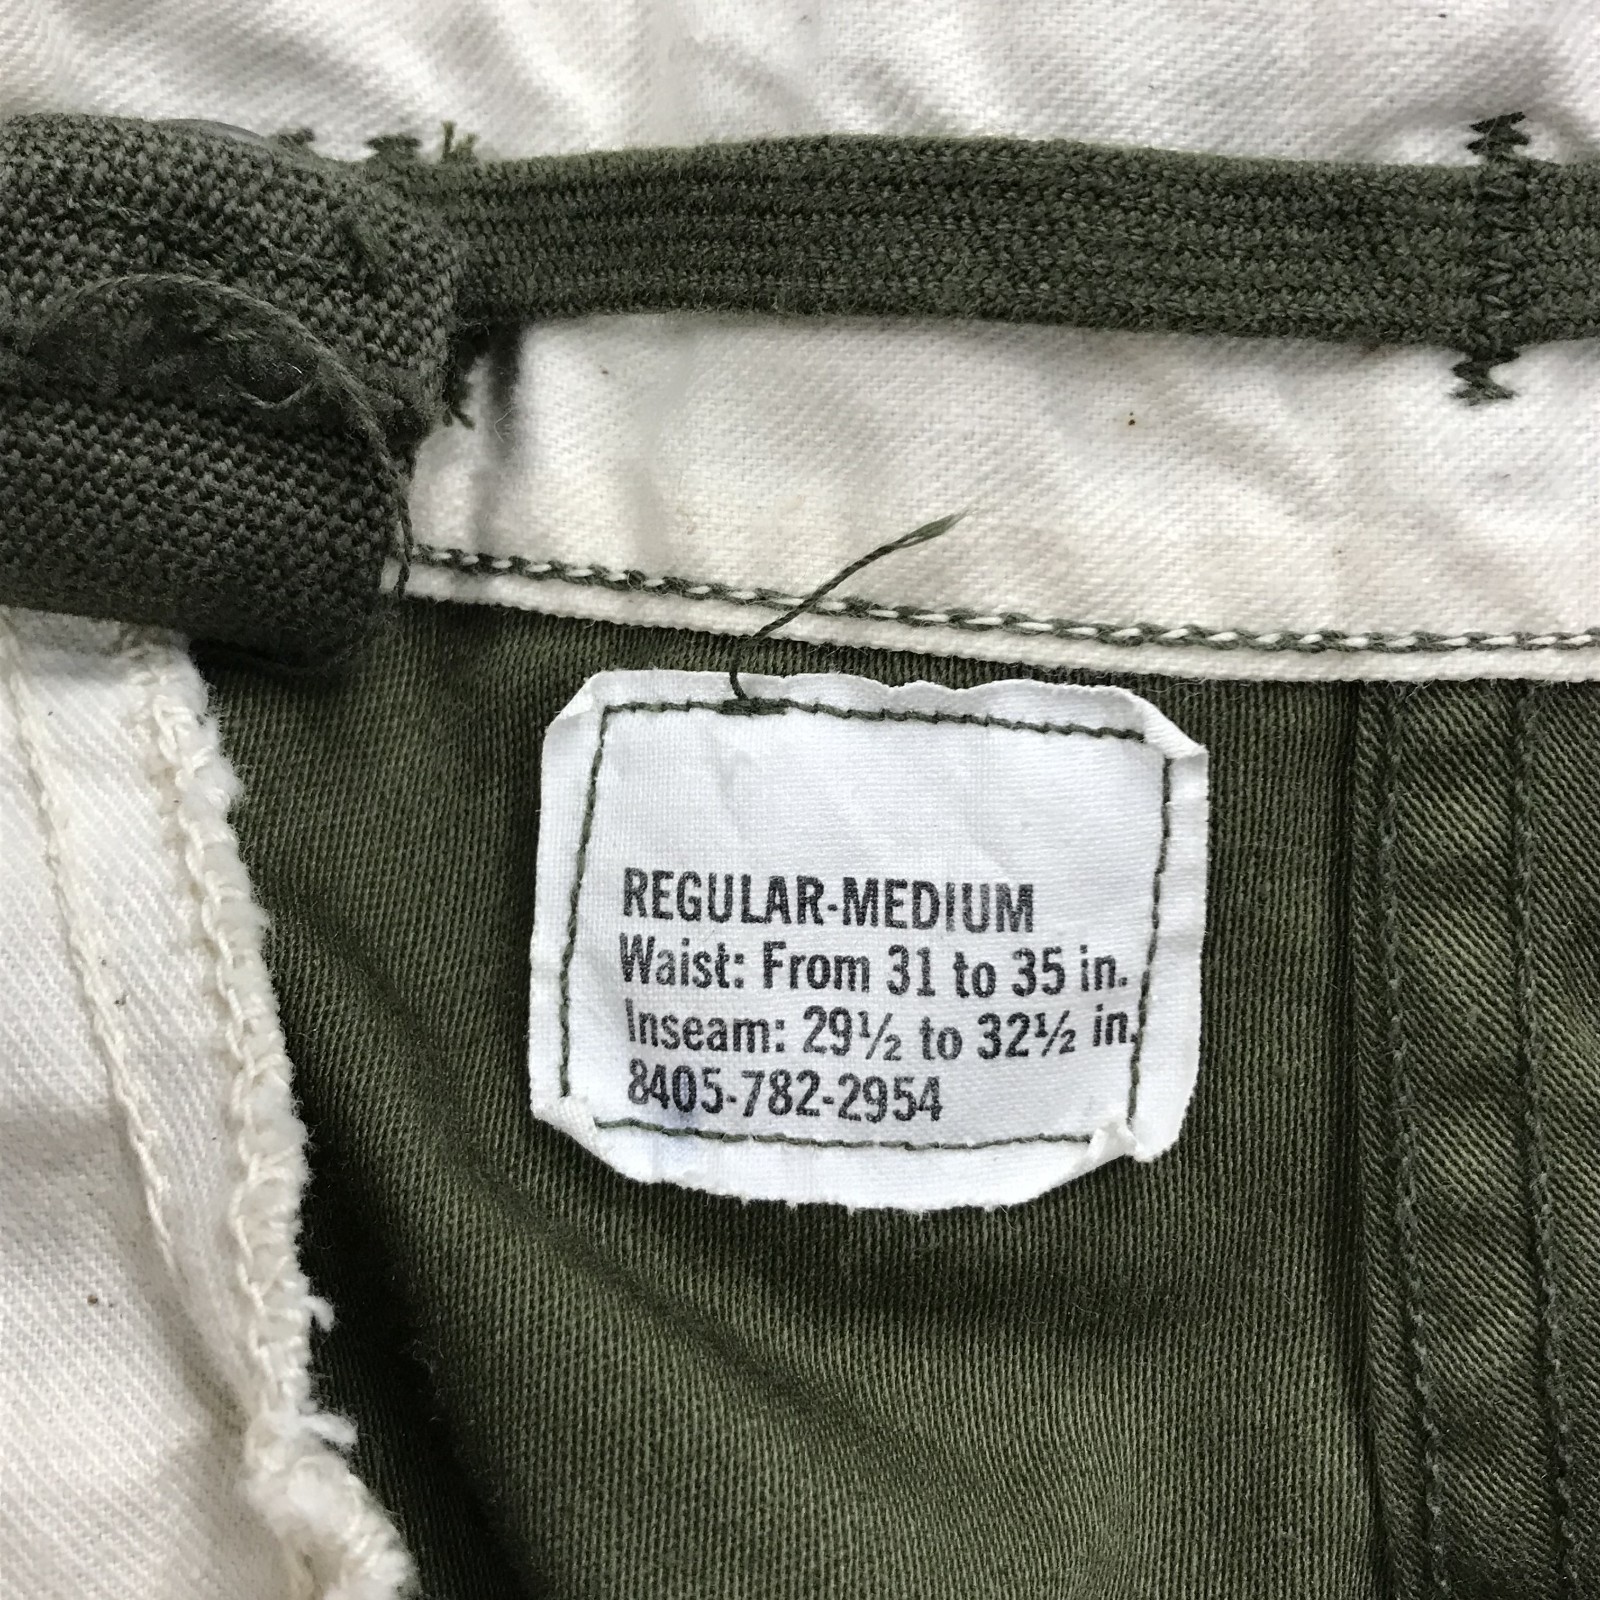 REGULAR-MEDIUM
Waist: From 31 to 35 in.
Inseam: 29½ to 32½ in.
8405-782-2954